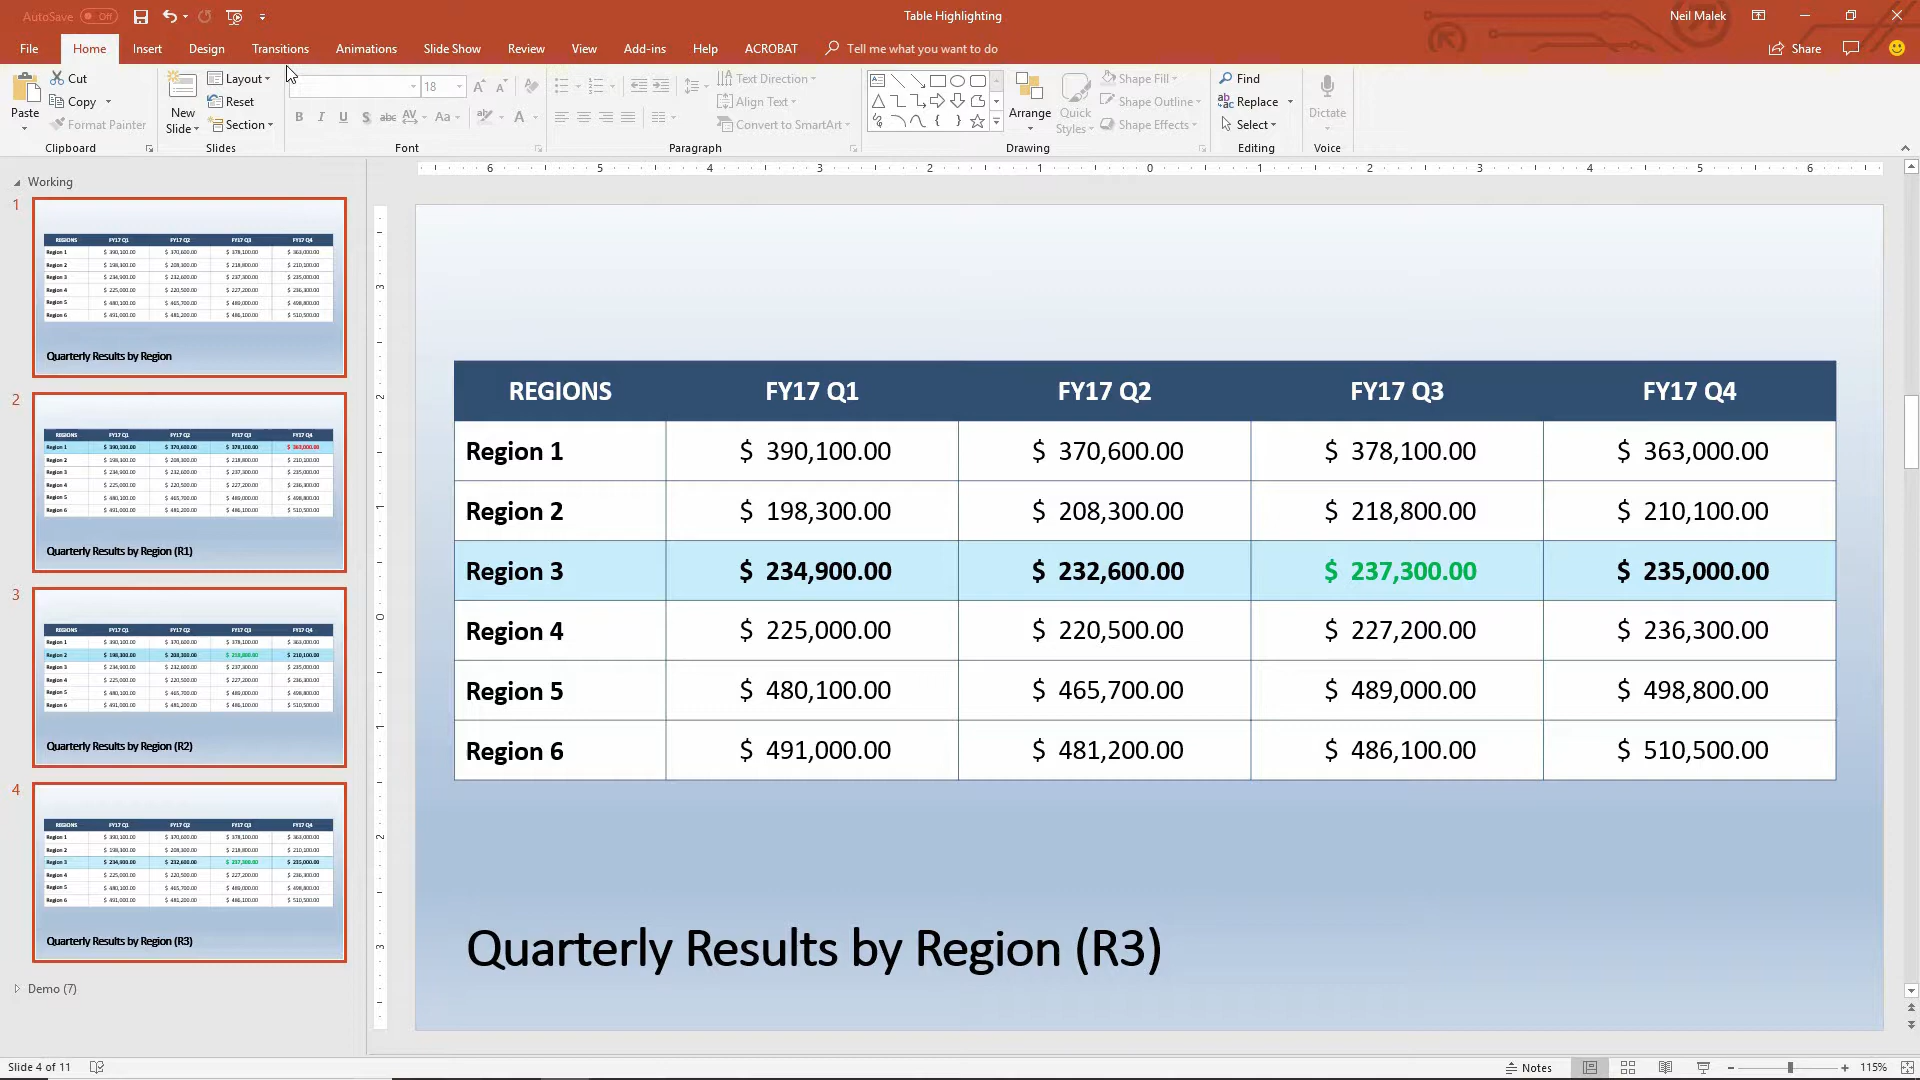 AutoSave Off
Table Highlighting
Neil Malek
File Home Insert Design Transitions Animations Slide Show Review View Add-ins Help ACROBAT Tell me what you want to do Share
Paste
Cut
Copy
Format Painter
Clipboard
New Slide
Layout
Reset
Section
Slides
18
Font
Text Direction
Align Text
Convert to SmartArt
Paragraph
Arrange
Quick Styles
Shape Fill
Shape Outline
Shape Effects
Drawing
Find
Replace
Select
Editing
Dictate
Voice
Working
1
Quarterly Results by Region
2
Quarterly Results by Region (R1)
3
Quarterly Results by Region (R2)
4
Quarterly Results by Region (R3)
Demo (7)
REGIONS FY17 Q1 FY17 Q2 FY17 Q3 FY17 Q4
Region 1 $ 390,100.00 $ 370,600.00 $ 378,100.00 $ 363,000.00
Region 2 $ 198,300.00 $ 208,300.00 $ 218,800.00 $ 210,100.00
Region 3 $ 234,900.00 $ 232,600.00 $ 237,300.00 $ 235,000.00
Region 4 $ 225,000.00 $ 220,500.00 $ 227,200.00 $ 236,300.00
Region 5 $ 480,100.00 $ 465,700.00 $ 489,000.00 $ 498,800.00
Region 6 $ 491,000.00 $ 481,200.00 $ 486,100.00 $ 510,500.00
Quarterly Results by Region (R3)
Slide 4 of 11
Notes
115%